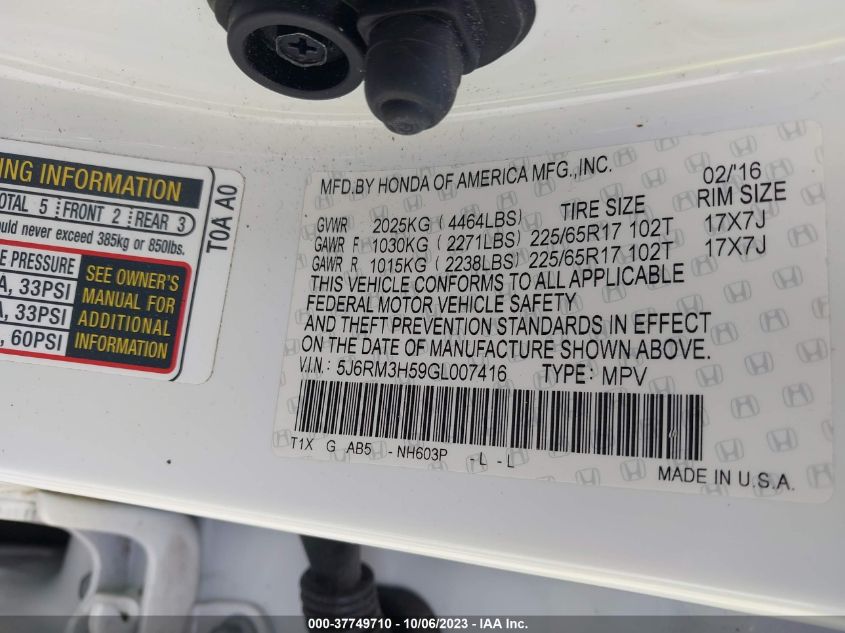 ING INFORMATION
TOTAL 5 FRONT 2 REAR 3
ould never exceed 385kg or 850lbs.
E PRESSURE
A, 33PSI
A, 33PSI
, 60PSI
SEE OWNER'S
MANUAL FOR
ADDITIONAL
INFORMATION
T0A A0
MFD.BY HONDA OF AMERICA MFG.,INC. 02/'16
TIRE SIZE RIM SIZE
GVWR 2025KG (4464LBS)
GAWR F 1030KG (2271LBS) 225/65R17 102T 17X7J
GAWR R 1015KG (2238LBS) 225/65R17 102T 17X7J
THIS VEHICLE CONFORMS TO ALL APPLICABLE
FEDERAL MOTOR VEHICLE SAFETY
AND THEFT PREVENTION STANDARDS IN EFFECT
ON THE DATE OF MANUFACTURE SHOWN ABOVE.
V.I.N.: 5J6RM3H59GL007416 TYPE: MPV
T1X G AB5 -NH603P -L -L
MADE IN U.S.A.
000-37749710 - 10/06/2023 - IAA Inc.